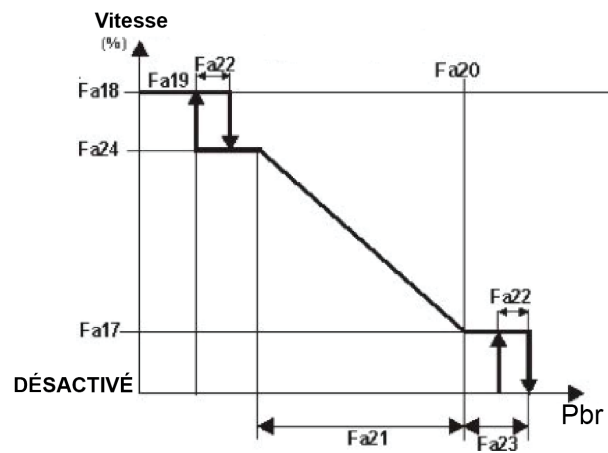 Vitesse
(%)
Fa22
Fa20
Fa19
Fa18
Fa24
Fa22
Fa17
DÉSACTIVÉ
Pbr
Fa21
Fa23